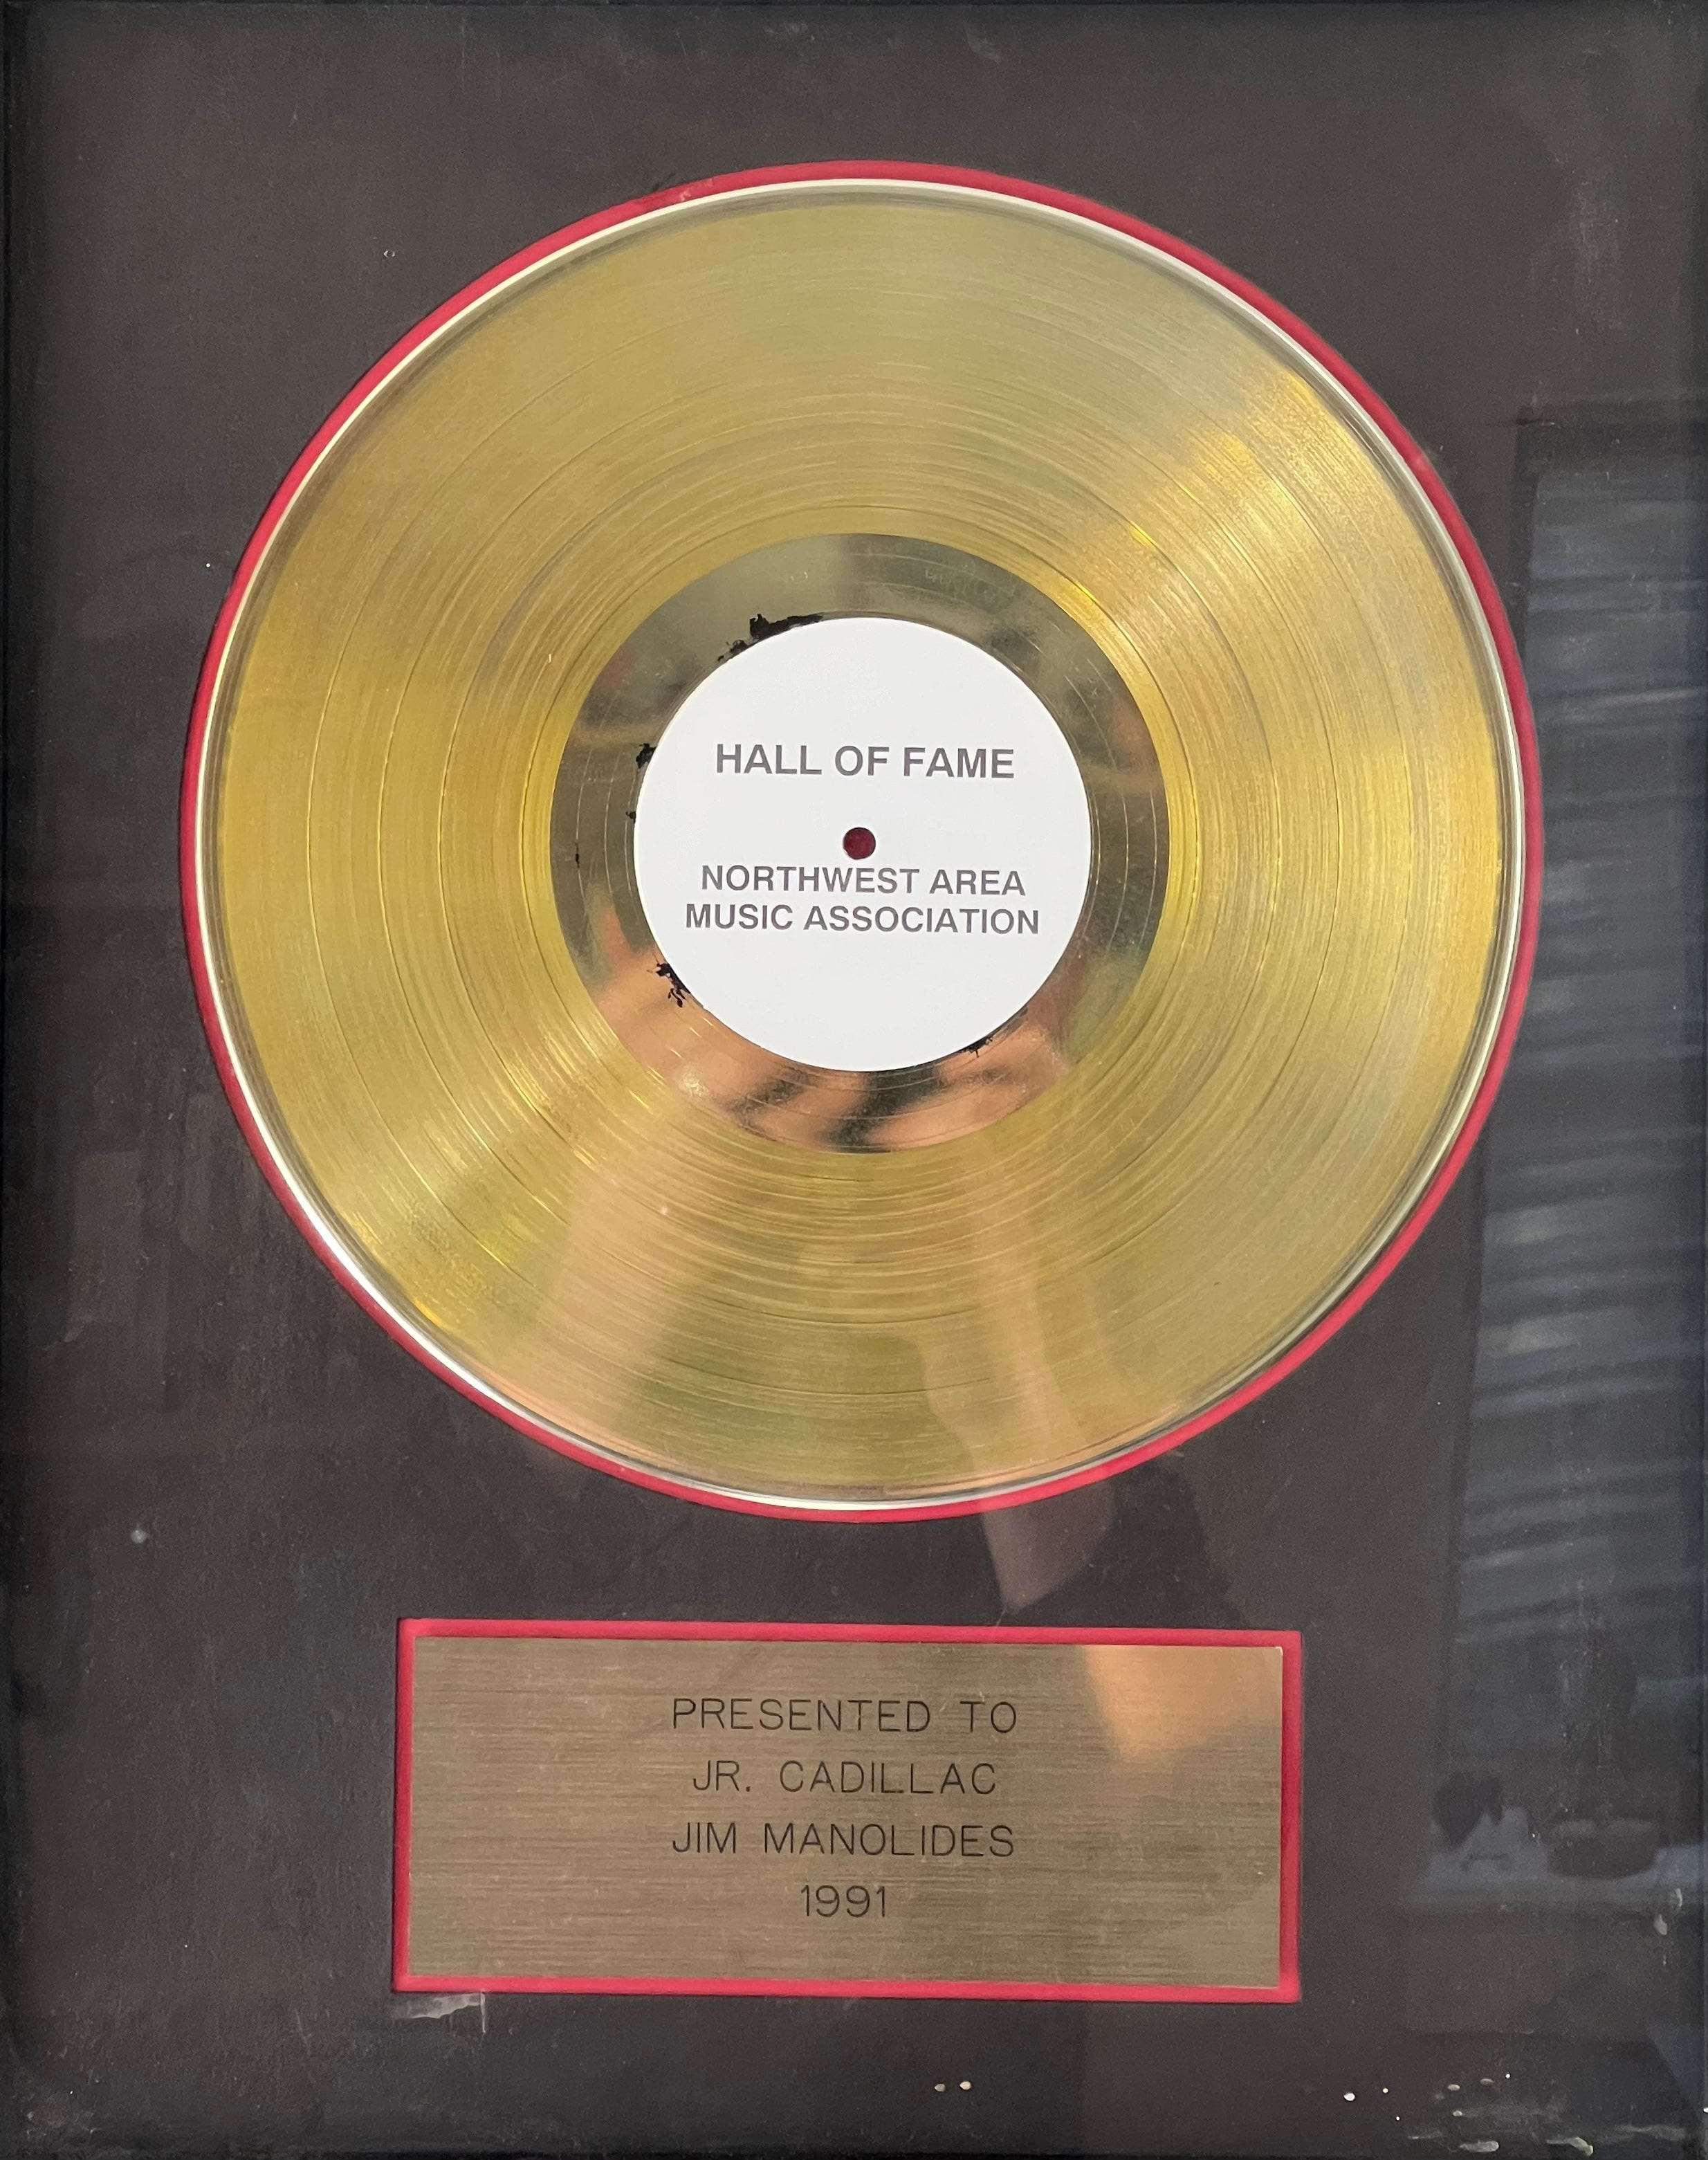 HALL OF FAME
NORTHWEST AREA
MUSIC ASSOCIATION
PRESENTED TO
JR. CADILLAC
JIM MANOLIDES
1991